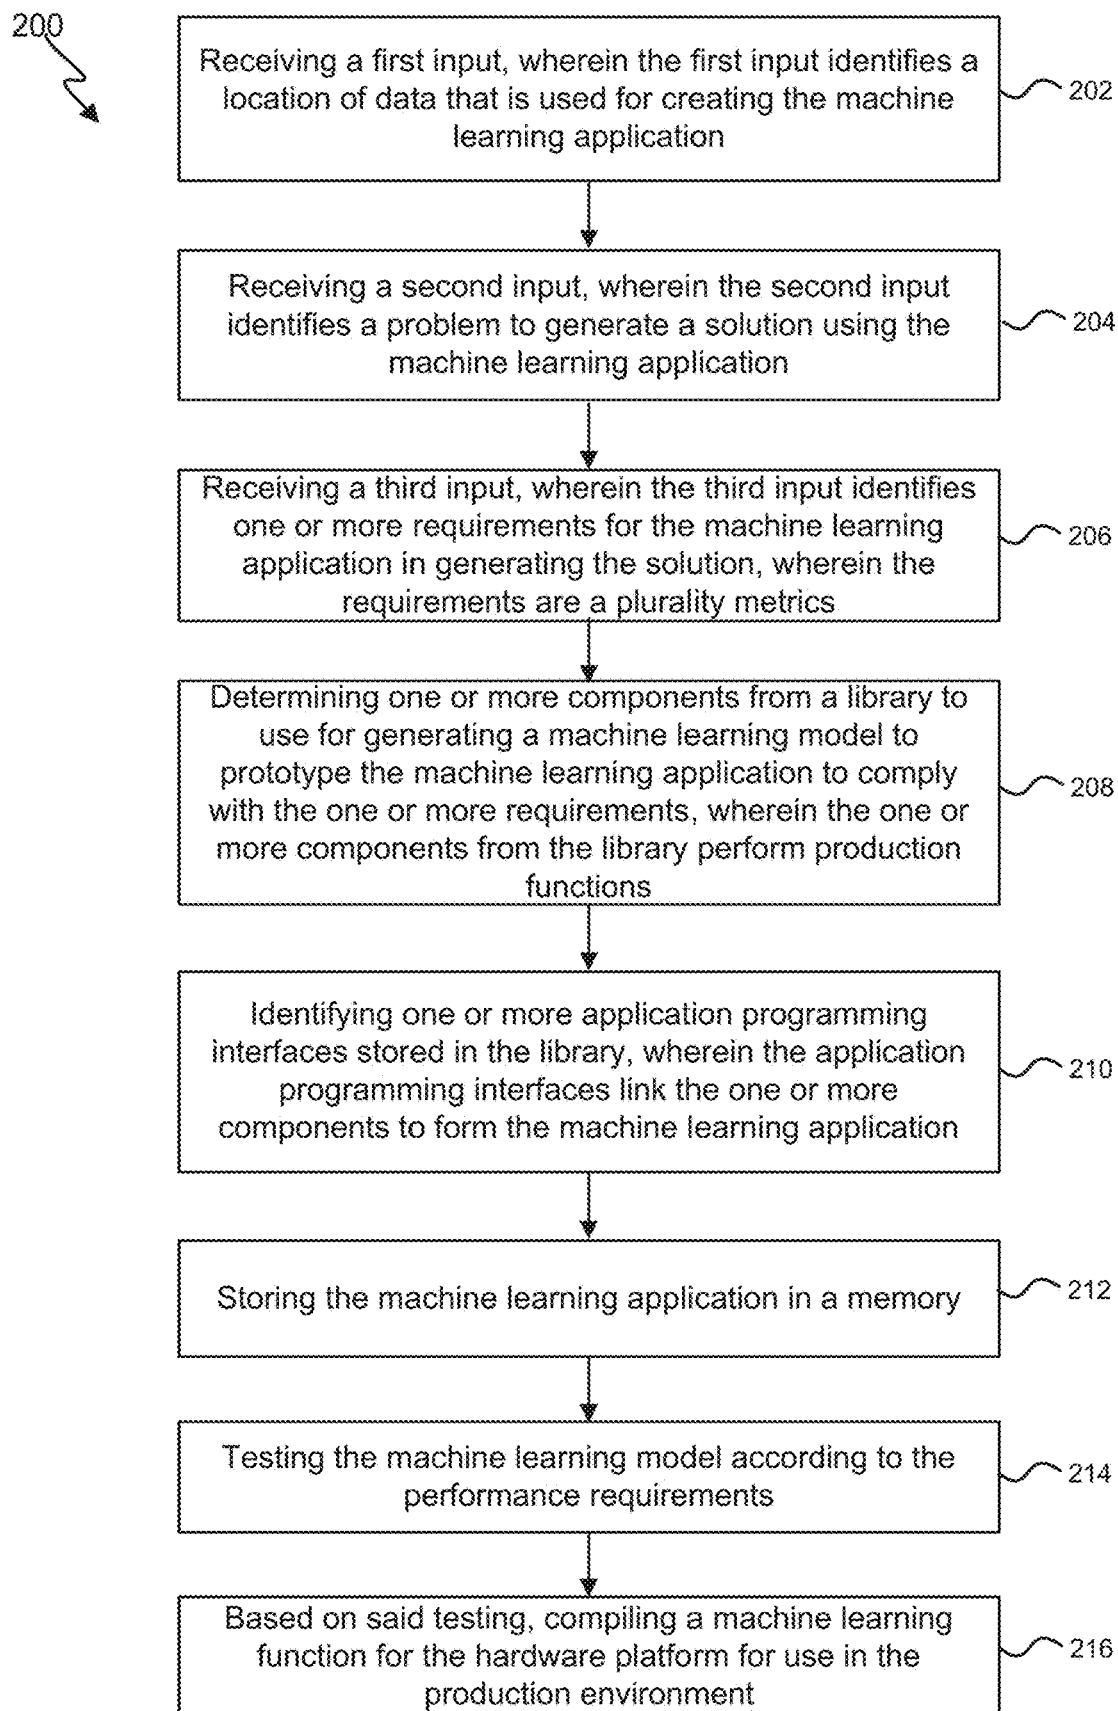 200
Receiving a first input, wherein the first input identifies a
location of data that is used for creating the machine
learning application
202
Receiving a second input, wherein the second input
identifies a problem to generate a solution using the
machine learning application
204
Receiving a third input, wherein the third input identifies
one or more requirements for the machine learning
application in generating the solution, wherein the
requirements are a plurality metrics
206
Determining one or more components from a library to
use for generating a machine learning model to
prototype the machine learning application to comply
with the one or more requirements, wherein the one or
more components from the library perform production
functions
208
Identifying one or more application programming
interfaces stored in the library, wherein the application
programming interfaces link the one or more
components to form the machine learning application
210
Storing the machine learning application in a memory
212
Testing the machine learning model according to the
performance requirements
214
Based on said testing, compiling a machine learning
function for the hardware platform for use in the
production environment
216